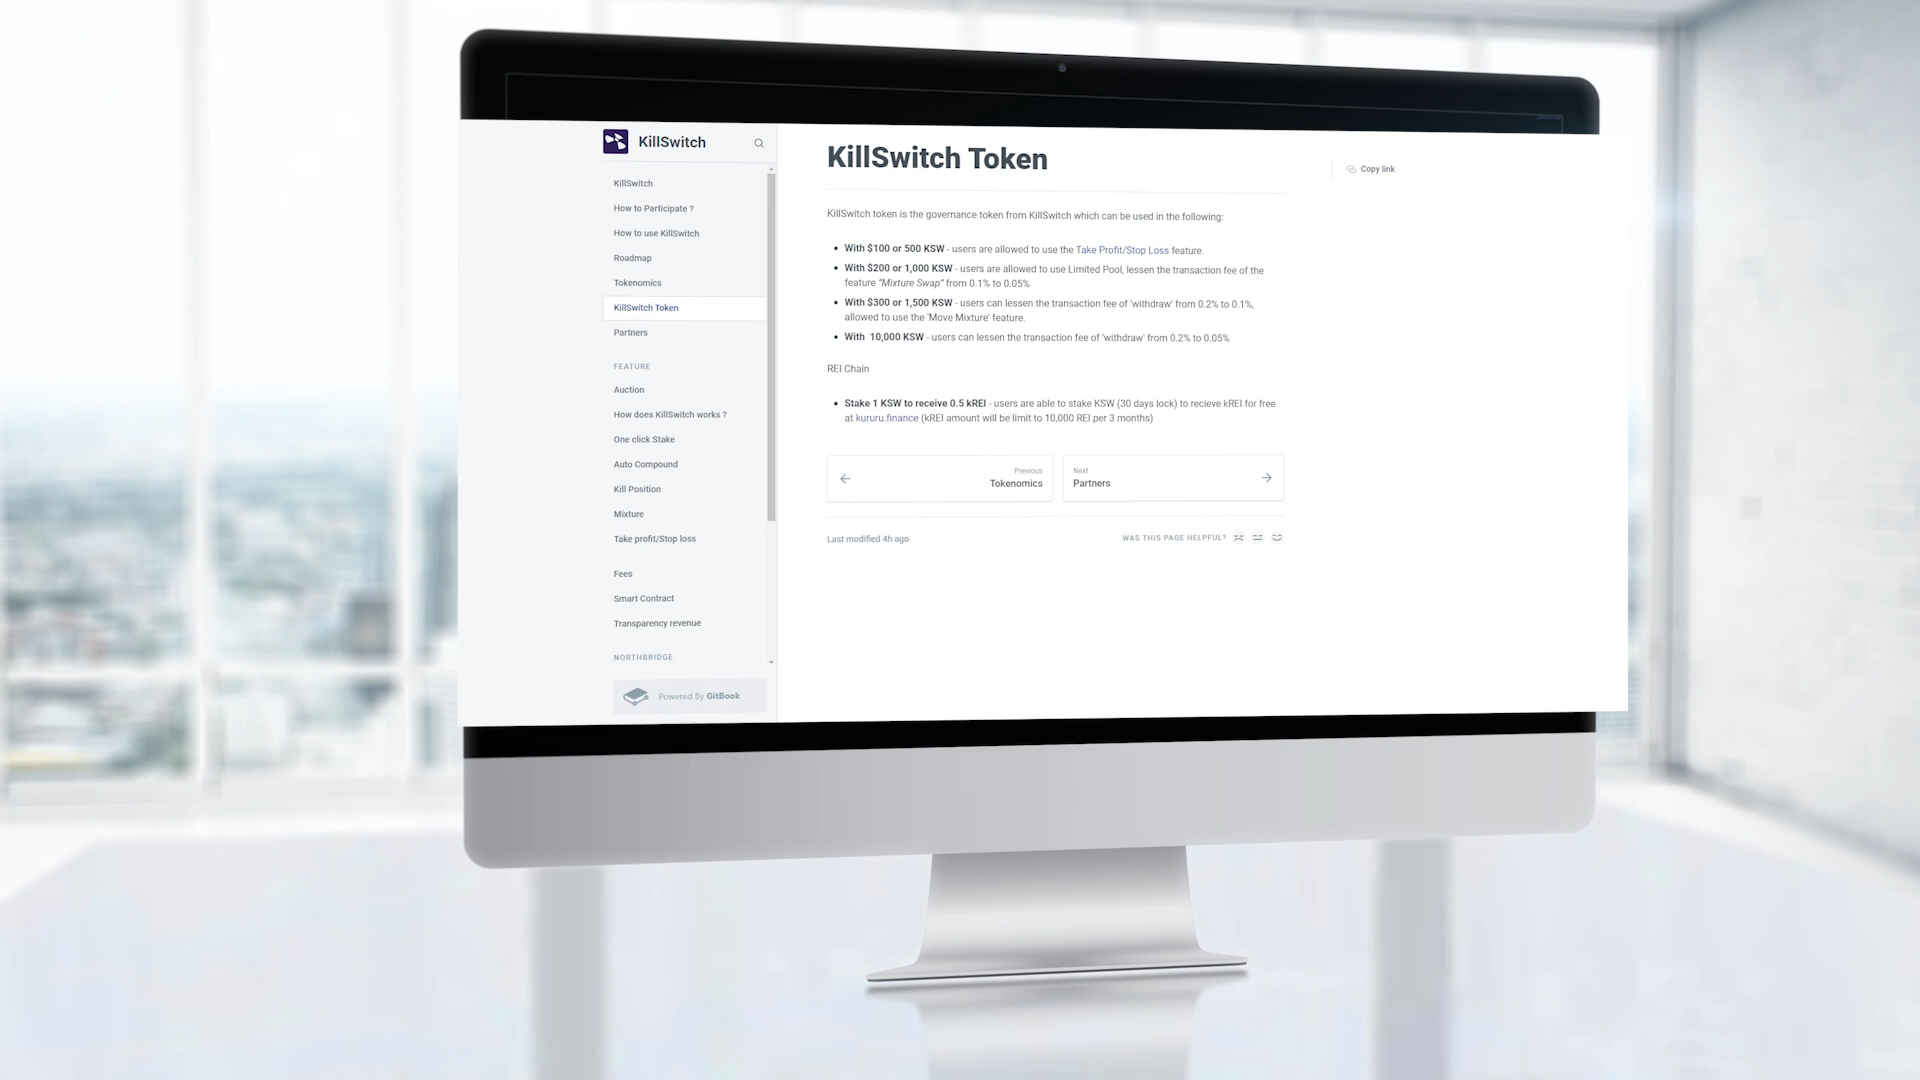 KillSwitch
KillSwitch
How to Participate ?
How to use KillSwitch
Roadmap
Tokenomics
KillSwitch Token
Partners
FEATURE
Auction
How does KillSwitch works ?
One click Stake
Auto Compound
Kill Position
Mixture
Take profit/Stop loss
Fees
Smart Contract
Transparency revenue
NORTHBRIDGE
Powered By GitBook
KillSwitch Token
Copy link
KillSwitch token is the governance token from KillSwitch which can be used in the following:
With $100 or 500 KSW - users are allowed to use the Take Profit/Stop Loss feature.
With $200 or 1,000 KSW - users are allowed to use Limited Pool, lessen the transaction fee of the
feature "Mixture Swap" from 0.1% to 0.05%
With $300 or 1,500 KSW - users can lessen the transaction fee of 'withdraw' from 0.2% to 0.1%,
allowed to use the 'Move Mixture' feature.
With 10,000 KSW - users can lessen the transaction fee of 'withdraw' from 0.2% to 0.05%
REI Chain
Stake 1 KSW to receive 0.5 kREI - users are able to stake KSW (30 days lock) to recieve kREI for free
at kururu.finance (kREI amount will be limit to 10,000 REI per 3 months)
Previous
Tokenomics
Next
Partners
Last modified 4h ago
WAS THIS PAGE HELPFUL?